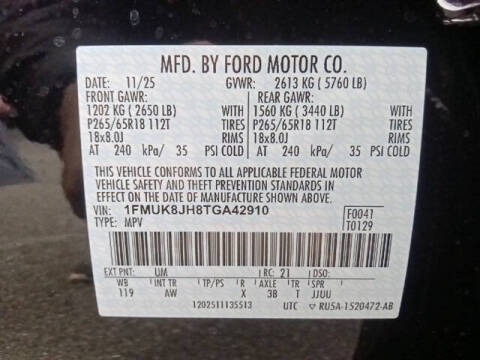 MFD. BY FORD MOTOR CO.
DATE: 11/25 GVWR: 2613 KG ( 5760 LB)
FRONT GAWR: REAR GAWR:
1202 KG ( 2650 LB) WITH 1560 KG ( 3440 LB) WITH
P265/65R18 112T TIRES P265/65R18 112T TIRES
18x8.0J RIMS 18x8.0J RIMS
AT 240 kPa/ 35 PSI COLD AT 240 kPa/ 35 PSI COLD
THIS VEHICLE CONFORMS TO ALL APPLICABLE FEDERAL MOTOR
VEHICLE SAFETY AND THEFT PREVENTION STANDARDS IN
EFFECT ON THE DATE OF MANUFACTURE SHOWN ABOVE.
VIN: 1FMUK8JH8TGA42910 F0041
TYPE: MPV T0129
EXT PNT: UM RC: 21 DSO:
WB INT TR TP/PS R AXLE TR SPR
119 AW X 3B T JJUU
1202511135513 UTC ▽ RU5A-1520472-AB